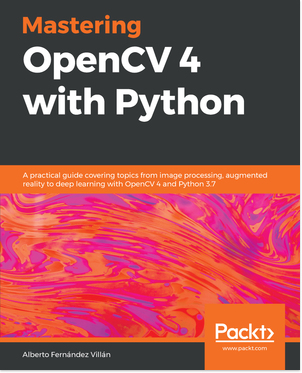 Mastering
OpenCV 4
with Python
A practical guide covering topics from image processing, augmented
reality to deep learning with OpenCV 4 and Python 3.7
Packt>
www.packt.com
Alberto Fernández Villán